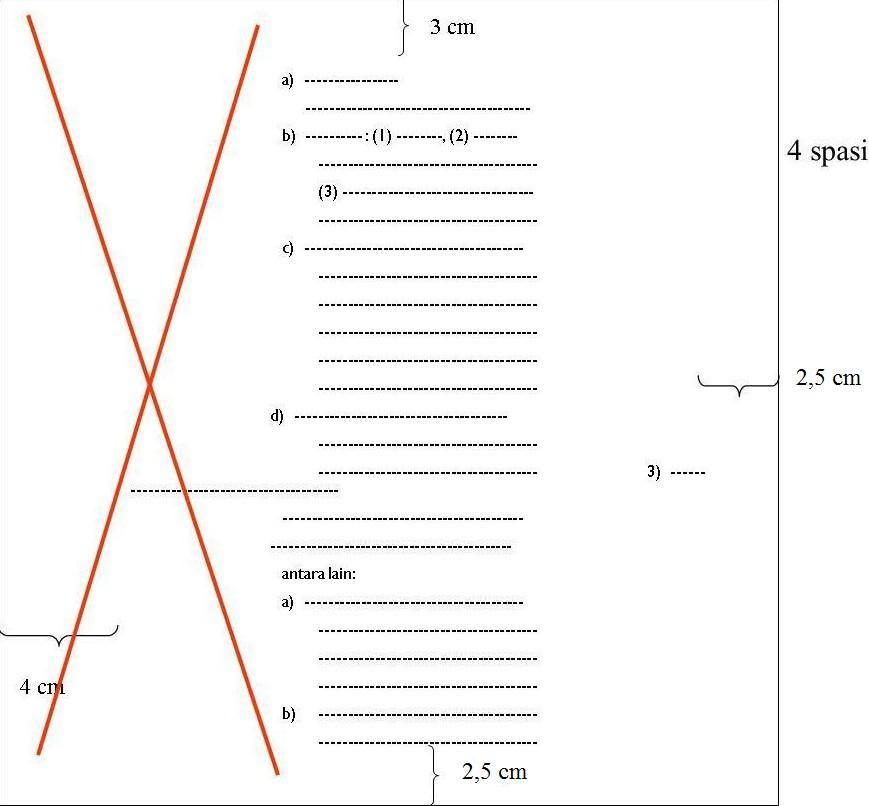 3 cm
a) ----------------
---------------------------------------
b) ---------- : (1) --------, (2) --------
--------------------------------------
4 spasi
(3) ---------------------------------
--------------------------------------
c) --------------------------------------
--------------------------------------
--------------------------------------
--------------------------------------
--------------------------------------
2,5 cm
--------------------------------------
d) -------------------------------------
--------------------------------------
--------------------------------------
3) ------
------------------------------------
------------------------------------------
------------------------------------------
antara lain:
a) --------------------------------------
--------------------------------------
--------------------------------------
4 cm
--------------------------------------
b) --------------------------------------
--------------------------------------
2,5 cm